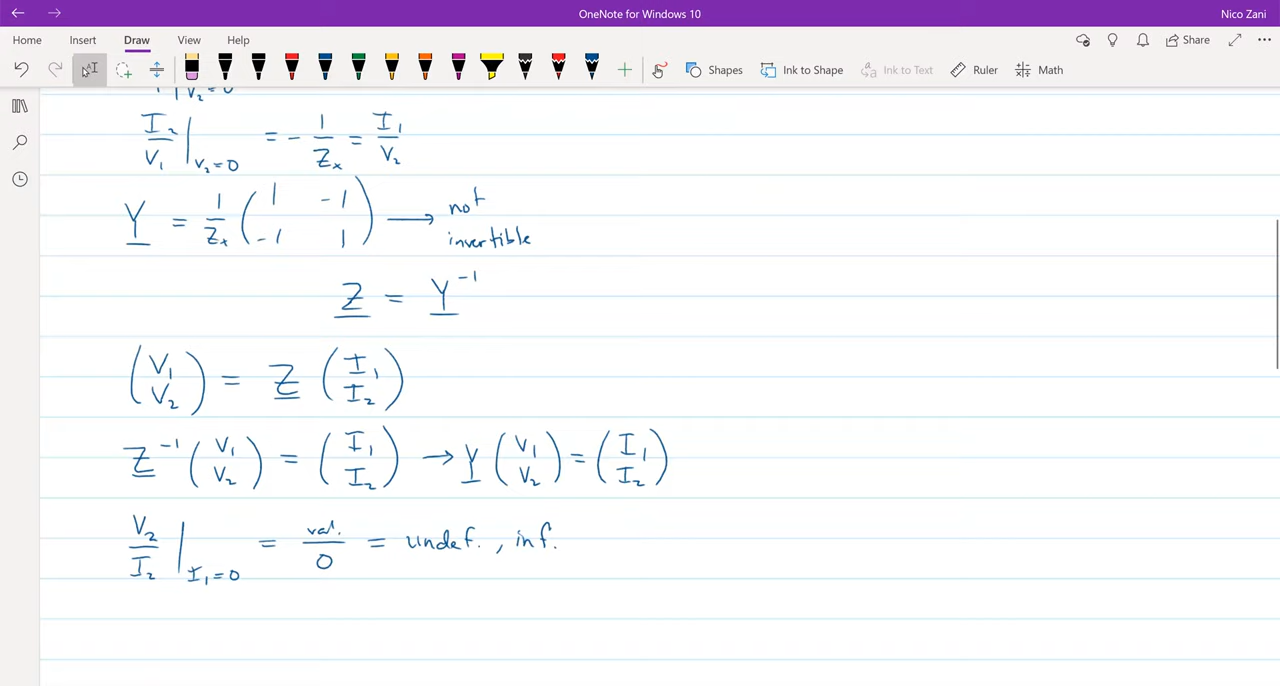 OneNote for Windows 10
Nico Zani
Home Insert Draw View Help
Share
Shapes Ink to Shape Ink to Text Ruler Math
I₁ | V₂=0
I₂/V₁ | V₂=0 = - 1/Zₓ = I₁/V₂
Y = 1/Zₓ ( 1 -1 ; -1 1 ) → not invertible
Z = Y⁻¹
( V₁ ; V₂ ) = Z ( I₁ ; I₂ )
Z⁻¹ ( V₁ ; V₂ ) = ( I₁ ; I₂ ) → Y ( V₁ ; V₂ ) = ( I₁ ; I₂ )
V₂/I₂ | I₁=0 = val./0 = undef. , inf.